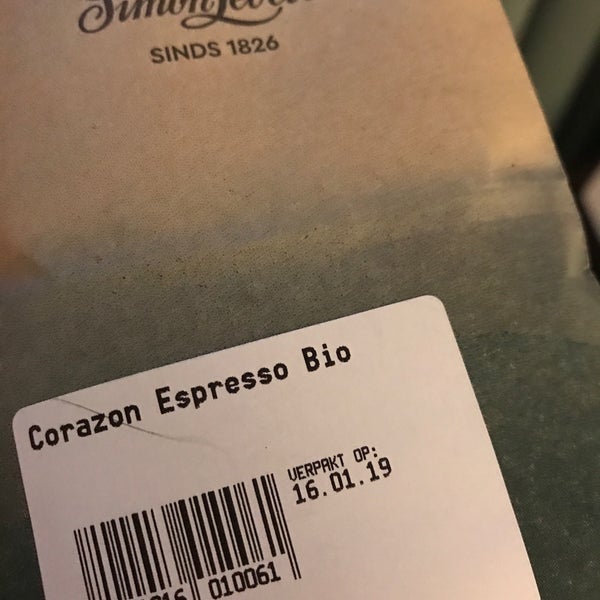 SINDS 1826
Corazon Espresso Bio
VERPAKT OP:
16.01.19
010061